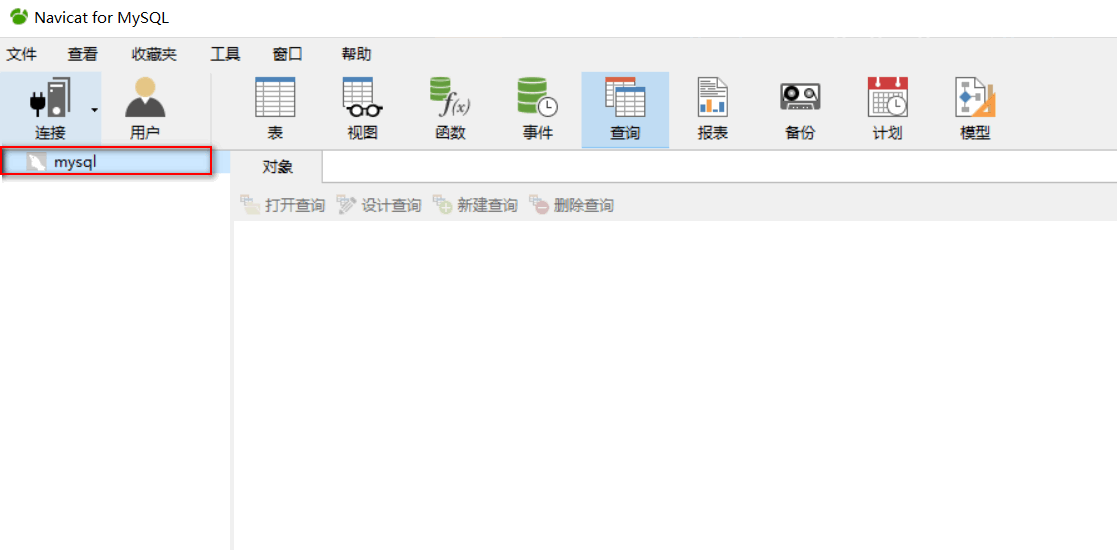 Navicat for MySQL
文件 查看 收藏夹 工具 窗口 帮助
连接 用户 表 视图 f(x) 函数 事件 查询 报表 备份 计划 模型
mysql
对象
打开查询 设计查询 新建查询 删除查询